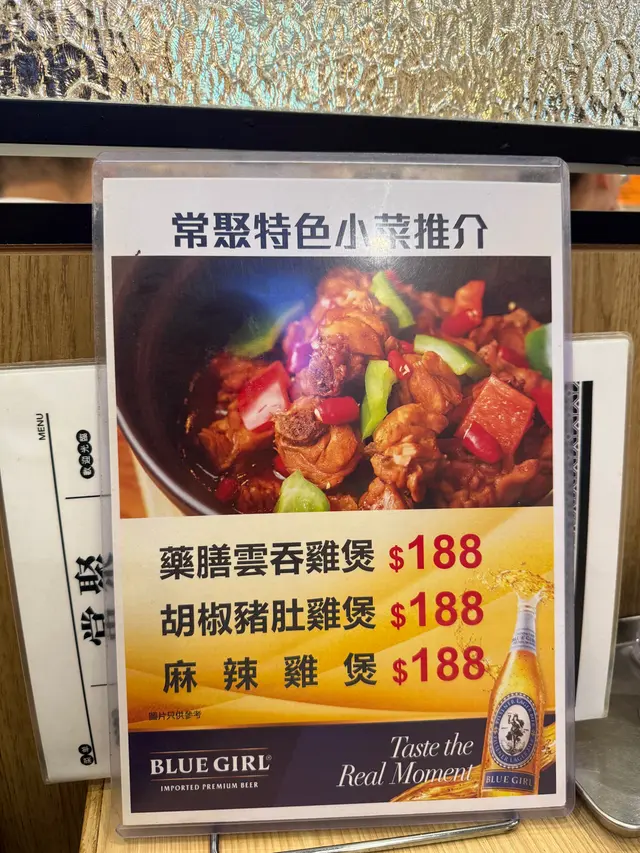 常聚特色小菜推介
藥膳雲吞雞煲 $188
胡椒豬肚雞煲 $188
麻辣雞煲 $188
圖片只供參考
BLUE GIRL®
IMPORTED PREMIUM BEER
Taste the
Real Moment
BLUE GIRL
MENU
常聚